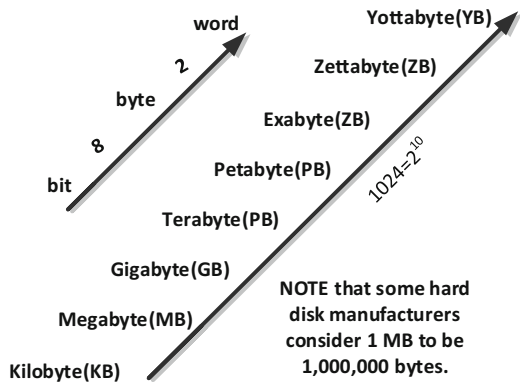 word
2
byte
8
bit
Yottabyte(YB)
Zettabyte(ZB)
Exabyte(ZB)
Petabyte(PB)
Terabyte(PB)
Gigabyte(GB)
Megabyte(MB)
Kilobyte(KB)
1024=2¹⁰
NOTE that some hard
disk manufacturers
consider 1 MB to be
1,000,000 bytes.